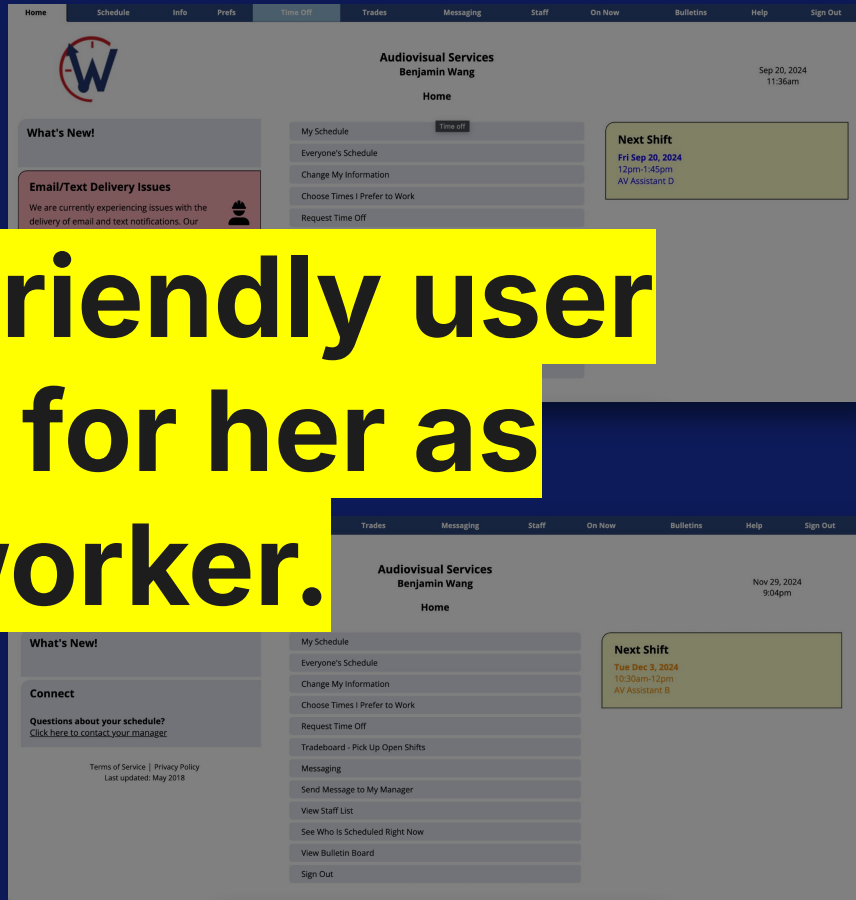 Home Schedule Info Prefs Time Off Trades Messaging Staff On Now Bulletins Help Sign Out
W
Audiovisual Services
Benjamin Wang
Home
Sep 20, 2024
11:36am
What's New!
Email/Text Delivery Issues
We are currently experiencing issues with the
delivery of email and text notifications. Our
My Schedule
Time off
Everyone's Schedule
Change My Information
Choose Times I Prefer to Work
Request Time Off
Next Shift
Fri Sep 20, 2024
12pm-1:45pm
AV Assistant D
riendly user
for her as
orker.
Trades Messaging Staff On Now Bulletins Help Sign Out
Audiovisual Services
Benjamin Wang
Home
Nov 29, 2024
9:04pm
What's New!
Connect
Questions about your schedule?
Click here to contact your manager
Terms of Service | Privacy Policy
Last updated: May 2018
My Schedule
Everyone's Schedule
Change My Information
Choose Times I Prefer to Work
Request Time Off
Tradeboard - Pick Up Open Shifts
Messaging
Send Message to My Manager
View Staff List
See Who Is Scheduled Right Now
View Bulletin Board
Sign Out
Next Shift
Tue Dec 3, 2024
10:30am-12pm
AV Assistant B